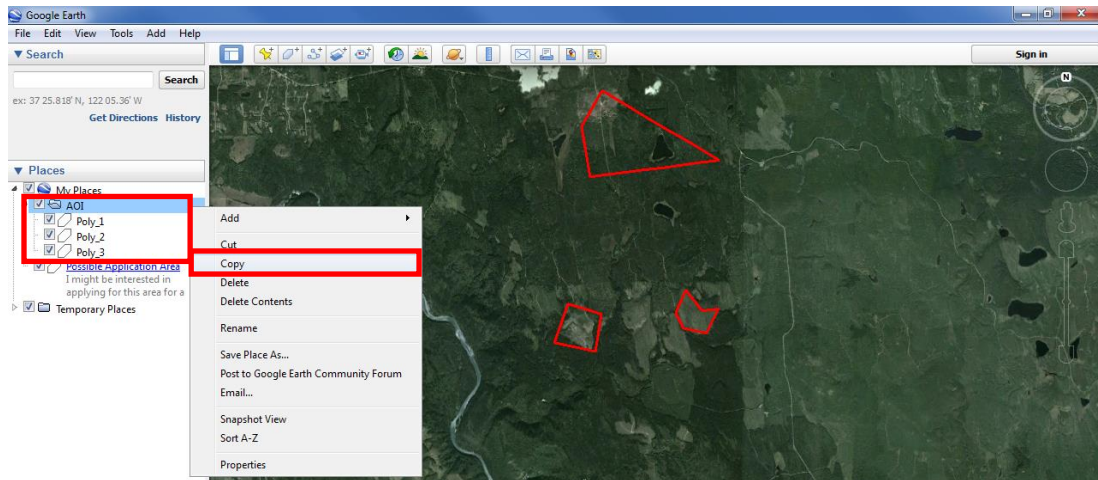 Google Earth
File Edit View Tools Add Help
▼ Search
Sign in
Search
ex: 37 25.818' N, 122 05.36' W
Get Directions History
N
▼ Places
My Places
AOI
Poly_1
Poly_2
Poly_3
Possible Application Area
I might be interested in
applying for this area for a
Temporary Places
Add
Cut
Copy
Delete
Delete Contents
Rename
Save Place As...
Post to Google Earth Community Forum
Email...
Snapshot View
Sort A-Z
Properties